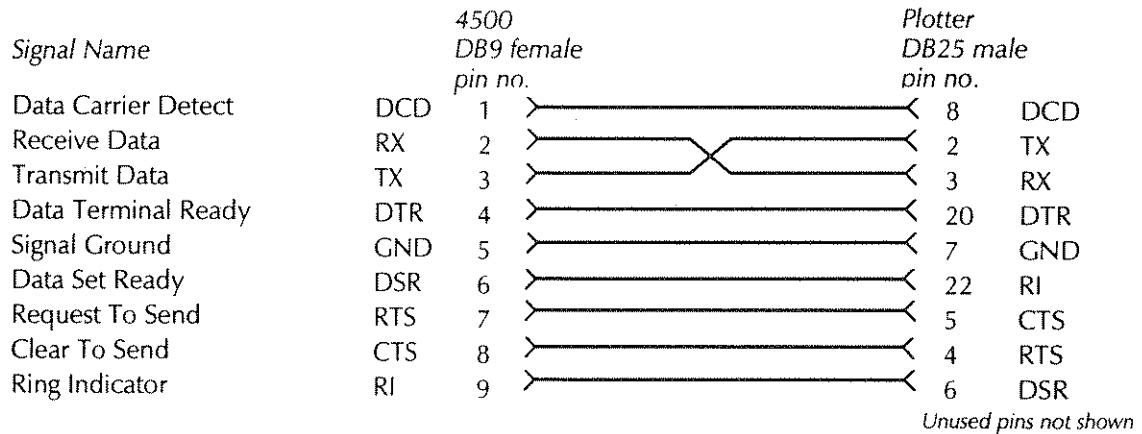 4500 Plotter
Signal Name DB9 female DB25 male
pin no. pin no.
Data Carrier Detect DCD 1 8 DCD
Receive Data RX 2 2 TX
Transmit Data TX 3 3 RX
Data Terminal Ready DTR 4 20 DTR
Signal Ground GND 5 7 GND
Data Set Ready DSR 6 22 RI
Request To Send RTS 7 5 CTS
Clear To Send CTS 8 4 RTS
Ring Indicator RI 9 6 DSR
Unused pins not shown